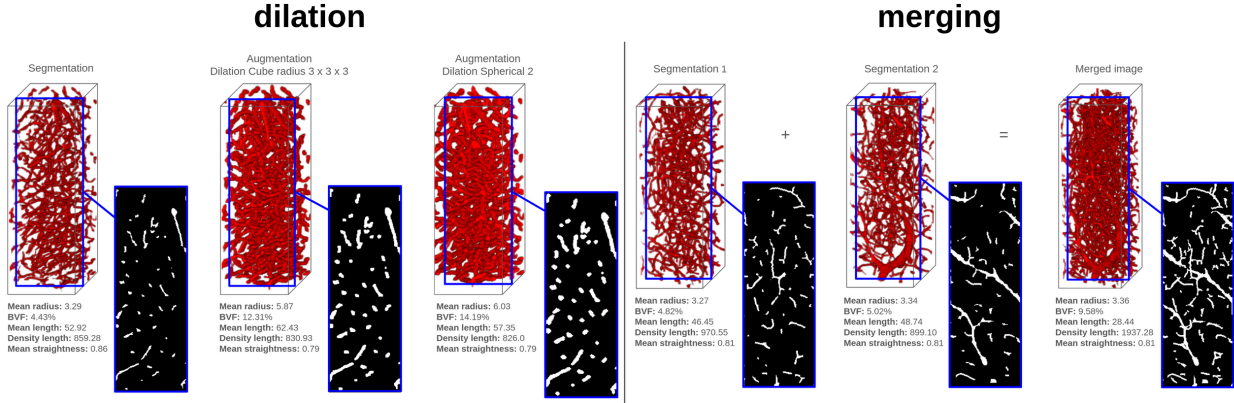 dilation
merging
Segmentation
Augmentation
Dilation Cube radius 3 x 3 x 3
Augmentation
Dilation Spherical 2
Segmentation 1
Segmentation 2
Merged image
+
=
Mean radius: 3.29
BVF: 4.43%
Mean length: 52.92
Density length: 859.28
Mean straightness: 0.86
Mean radius: 5.87
BVF: 12.31%
Mean length: 62.43
Density length: 830.93
Mean straightness: 0.79
Mean radius: 6.03
BVF: 14.19%
Mean length: 57.35
Density length: 826.0
Mean straightness: 0.79
Mean radius: 3.27
BVF: 4.82%
Mean length: 46.45
Density length: 970.55
Mean straightness: 0.81
Mean radius: 3.34
BVF: 5.02%
Mean length: 48.74
Density length: 899.10
Mean straightness: 0.81
Mean radius: 3.36
BVF: 9.58%
Mean length: 28.44
Density length: 1937.28
Mean straightness: 0.81